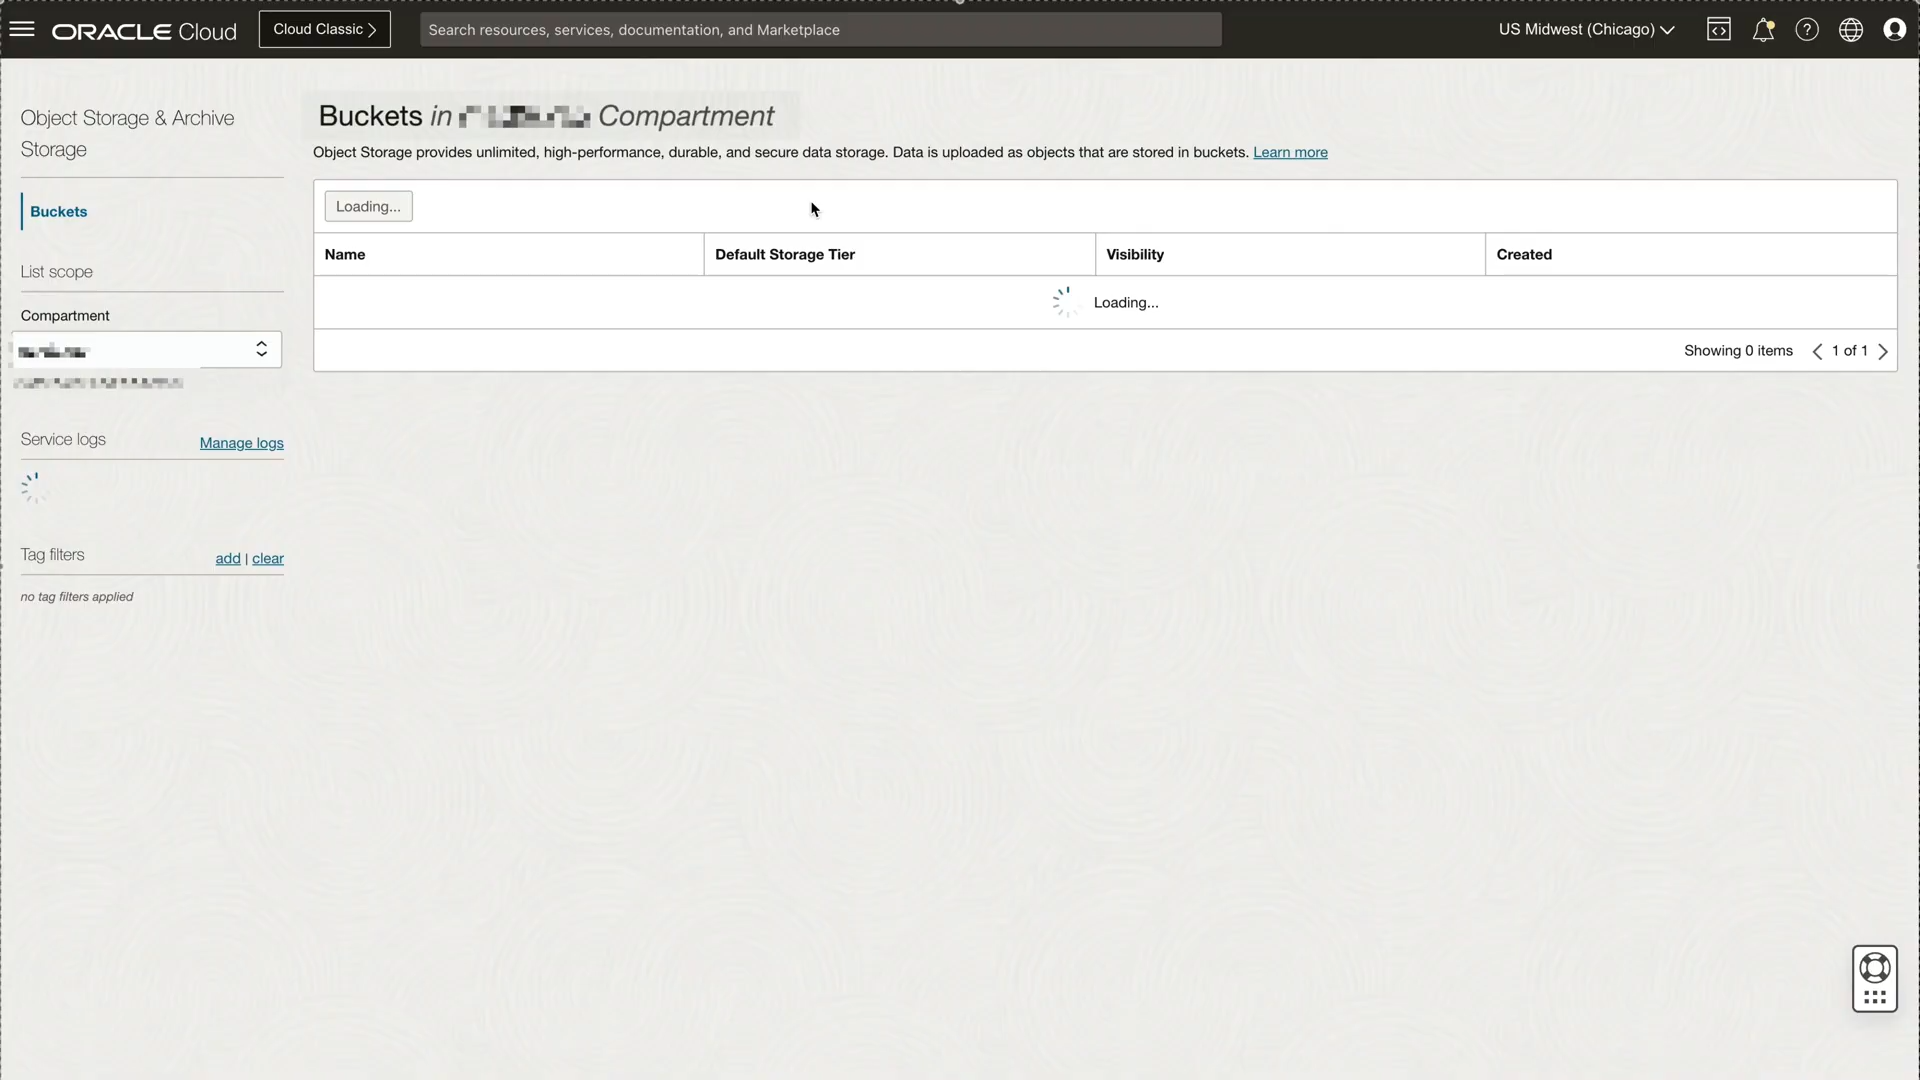 ORACLE Cloud
Cloud Classic
Search resources, services, documentation, and Marketplace
US Midwest (Chicago)
Object Storage & Archive
Storage
Buckets
List scope
Compartment
Service logs Manage logs
Tag filters add | clear
no tag filters applied
Buckets in Compartment
Object Storage provides unlimited, high-performance, durable, and secure data storage. Data is uploaded as objects that are stored in buckets. Learn more
Loading...
Name Default Storage Tier Visibility Created
Loading...
Showing 0 items 1 of 1